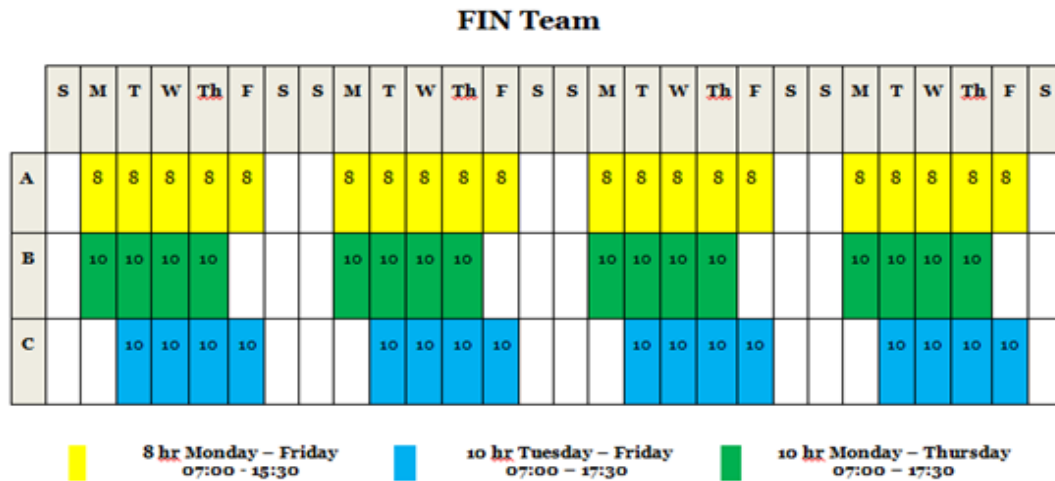 FIN Team
S M T W Th F S S M T W Th F S S M T W Th F S S M T W Th F S
A 8 8 8 8 8 8 8 8 8 8 8 8 8 8 8 8 8 8 8 8
B 10 10 10 10 10 10 10 10 10 10 10 10 10 10 10 10
C 10 10 10 10 10 10 10 10 10 10 10 10 10 10 10 10
8 hr Monday – Friday 10 hr Tuesday – Friday 10 hr Monday – Thursday
07:00 - 15:30 07:00 – 17:30 07:00 – 17:30